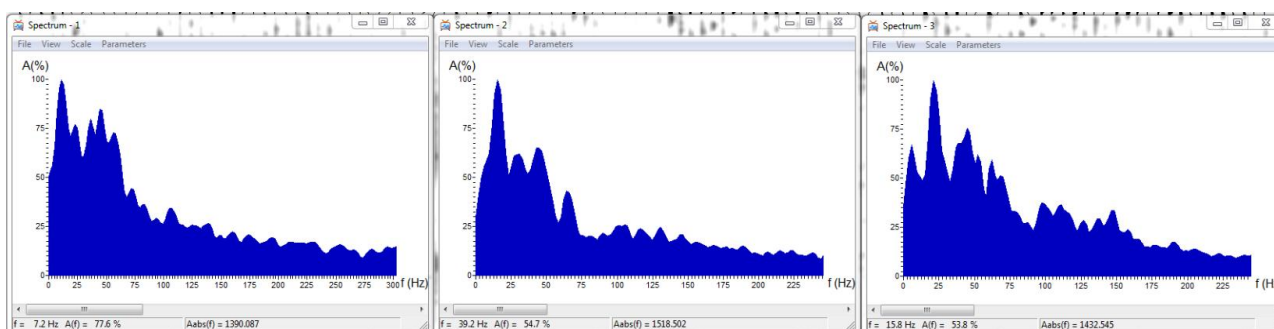 Spectrum - 1
File View Scale Parameters
A(%)
100
75
50
25
0
0 25 50 75 100 125 150 175 200 225 250 275 300
f (Hz)
f = 7.2 Hz A(f) = 77.6 % Aabs(f) = 1390.087
Spectrum - 2
File View Scale Parameters
A(%)
100
75
50
25
0
0 25 50 75 100 125 150 175 200 225
f (Hz)
f = 39.2 Hz A(f) = 54.7 % Aabs(f) = 1518.502
Spectrum - 3
File View Scale Parameters
A(%)
100
75
50
25
0
0 25 50 75 100 125 150 175 200 225
f (H
f = 15.8 Hz A(f) = 53.8 % Aabs(f) = 1432.545